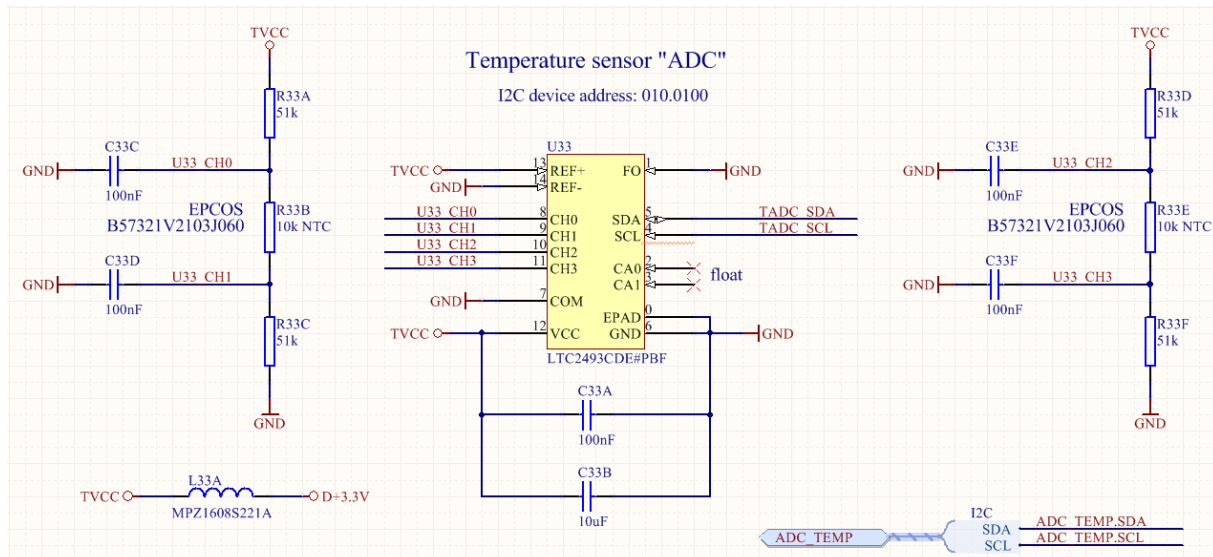 TVCC
R33A
51k
C33C
GND
U33_CH0
100nF
EPCOS
B57321V2103J060
R33B
10k NTC
C33D
GND
U33_CH1
100nF
R33C
51k
GND
L33A
TVCC
D+3.3V
MPZ1608S221A
Temperature sensor "ADC"
I2C device address: 010.0100
U33
TVCC
13
REF+
GND
14
REF-
U33_CH0
8
CH0
U33_CH1
9
CH1
U33_CH2
10
CH2
U33_CH3
11
CH3
GND
7
COM
TVCC
12
VCC
FO
1
GND
SDA
5
TADC_SDA
SCL
4
TADC_SCL
CA0
2
CA1
3
float
EPAD
0
GND
6
GND
LTC2493CDE#PBF
C33A
100nF
C33B
10uF
TVCC
R33D
51k
C33E
GND
U33_CH2
100nF
EPCOS
B57321V2103J060
R33E
10k NTC
C33F
GND
U33_CH3
100nF
R33F
51k
GND
ADC_TEMP
I2C
SDA
ADC_TEMP.SDA
SCL
ADC_TEMP.SCL